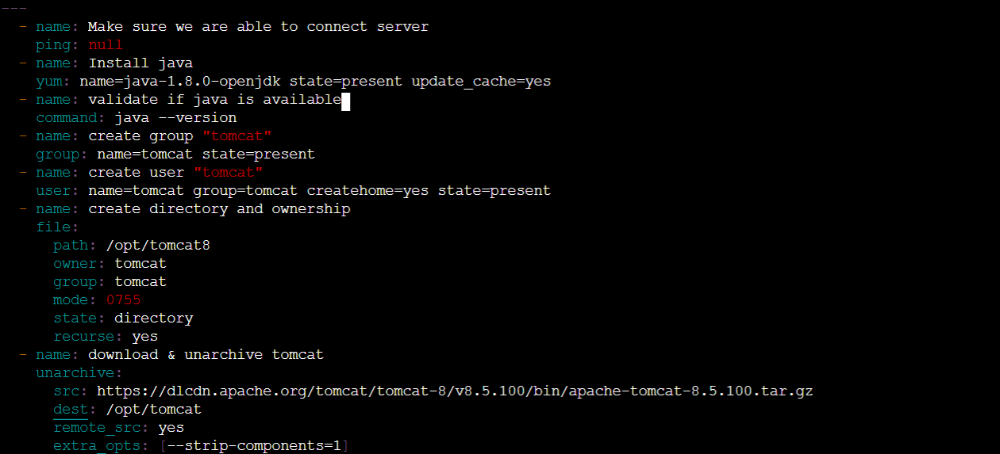 ---
  - name: Make sure we are able to connect server
    ping: null
  - name: Install java
    yum: name=java-1.8.0-openjdk state=present update_cache=yes
  - name: validate if java is available
    command: java --version
  - name: create group "tomcat"
    group: name=tomcat state=present
  - name: create user "tomcat"
    user: name=tomcat group=tomcat createhome=yes state=present
  - name: create directory and ownership
    file:
      path: /opt/tomcat8
      owner: tomcat
      group: tomcat
      mode: 0755
      state: directory
      recurse: yes
  - name: download & unarchive tomcat
    unarchive:
      src: https://dlcdn.apache.org/tomcat/tomcat-8/v8.5.100/bin/apache-tomcat-8.5.100.tar.gz
      dest: /opt/tomcat
      remote_src: yes
      extra_opts: [--strip-components=1]